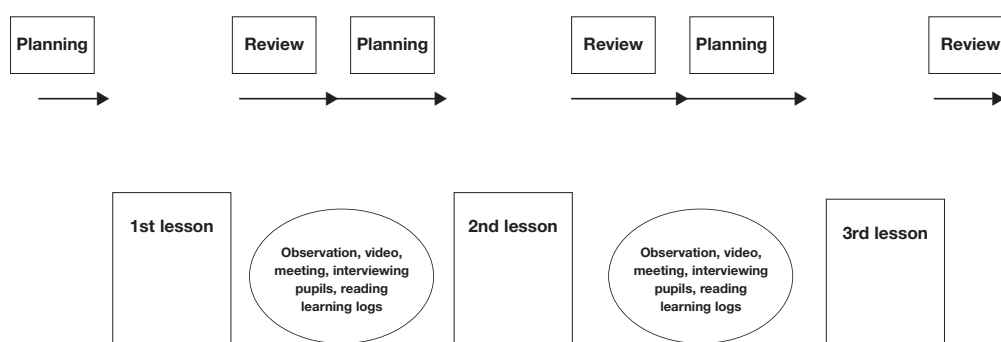 Planning
Review
Planning
Review
Planning
Review
1st lesson
Observation, video,
meeting, interviewing
pupils, reading
learning logs
2nd lesson
Observation, video,
meeting, interviewing
pupils, reading
learning logs
3rd lesson